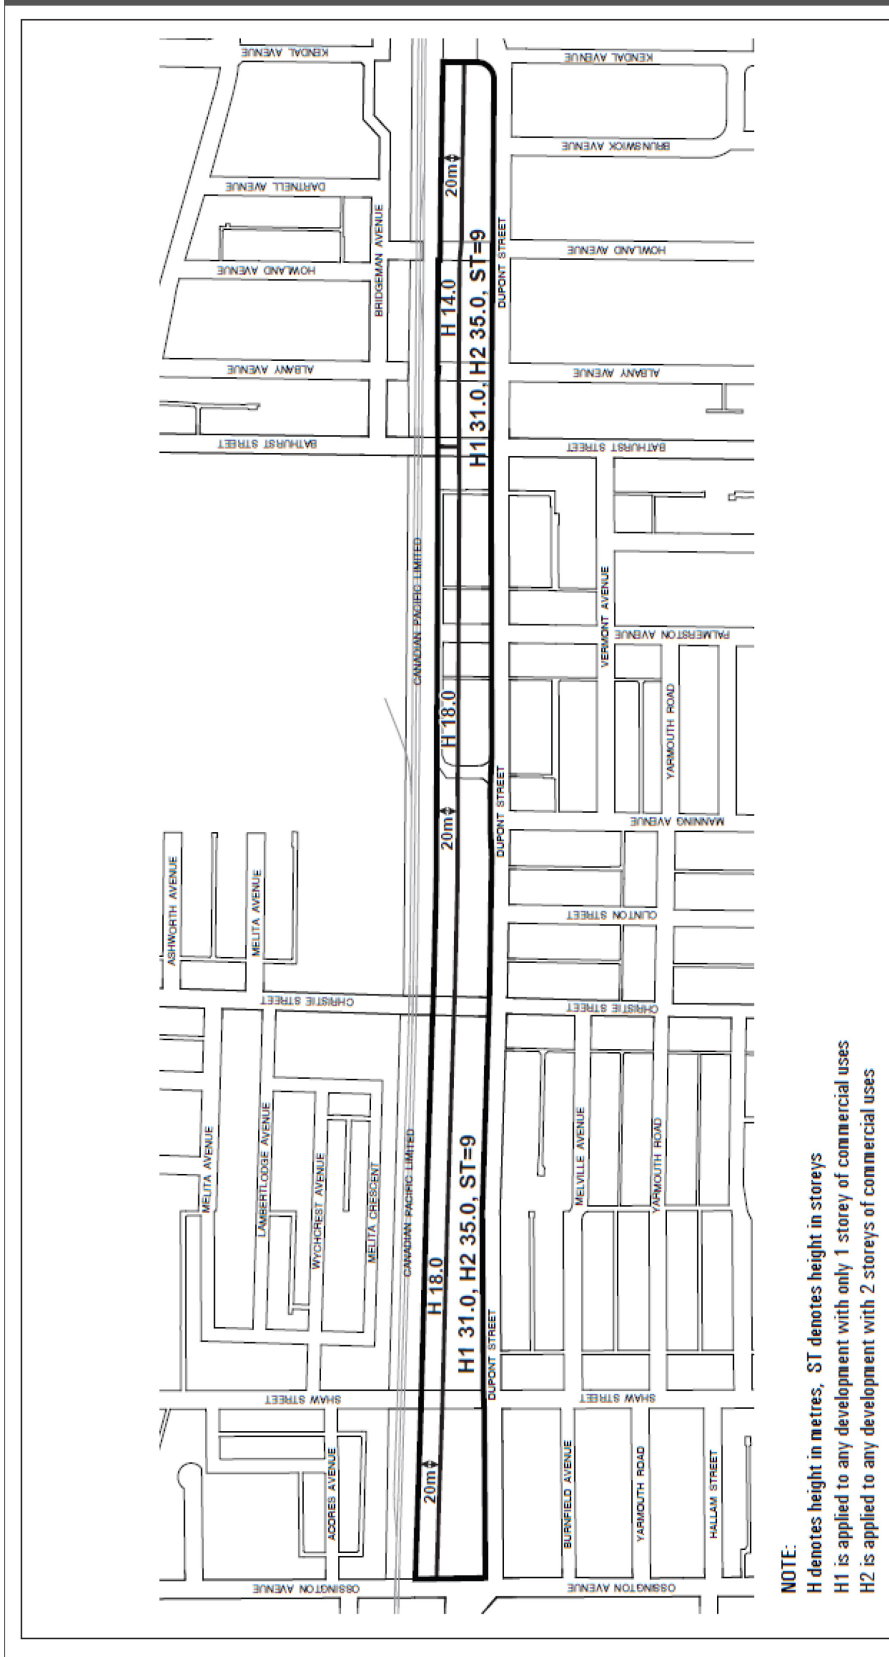 ASHWORTH AVENUE
MELITA AVENUE
MELITA AVENUE
LAMBERTLODGE AVENUE
WYCHCREST AVENUE
MELITA CRESCENT
ACORES AVENUE
OSSINGTON AVENUE
SHAW STREET
CHRISTIE STREET
BATHURST STREET
ALBANY AVENUE
HOWLAND AVENUE
DARTNELL AVENUE
KENDAL AVENUE
BRIDGEMAN AVENUE
CANADIAN PACIFIC LIMITED
CANADIAN PACIFIC LIMITED
20m
H 18.0
20m
H 18.0
H 14.0
20m
H1 31.0, H2 35.0, ST=9
H1 31.0, H2 35.0, ST=9
DUPONT STREET
DUPONT STREET
DUPONT STREET
OSSINGTON AVENUE
SHAW STREET
CHRISTIE STREET
CLINTON STREET
MANNING AVENUE
PALMERSTON AVENUE
BATHURST STREET
ALBANY AVENUE
HOWLAND AVENUE
BRUNSWICK AVENUE
KENDAL AVENUE
BURNFIELD AVENUE
MELVILLE AVENUE
VERMONT AVENUE
YARMOUTH ROAD
YARMOUTH ROAD
YARMOUTH ROAD
HALLAM STREET
NOTE:
H denotes height in metres, ST denotes height in storeys
H1 is applied to any development with only 1 storey of commercial uses
H2 is applied to any development with 2 storeys of commercial uses